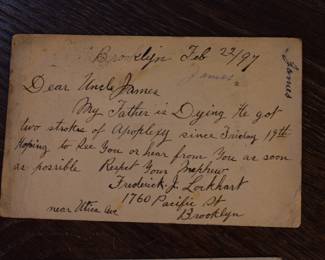 Brooklyn Feb 22/97
James
James
Dear Uncle James
My Father is Dying He got
two strokes of Apoplexy since Friday 19th
Hoping to See You or hear from You as soon
as possible Respct Your Nephew
Frederick J. Lockhart
1760 Pacific St
near Utica Ave Brooklyn